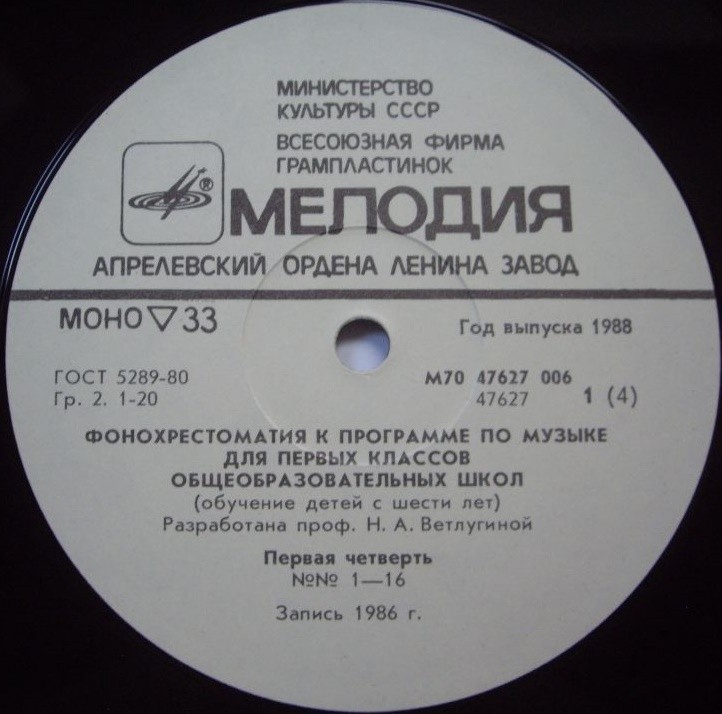 МИНИСТЕРСТВО
КУЛЬТУРЫ СССР
ВСЕСОЮЗНАЯ ФИРМА
ГРАМПЛАСТИНОК
®
МЕЛОДИЯ
АПРЕЛЕВСКИЙ ОРДЕНА ЛЕНИНА ЗАВОД
МОНО ▽ 33
Год выпуска 1988
ГОСТ 5289-80
М70 47627 006
Гр. 2. 1-20
47627 1 (4)
ФОНОХРЕСТОМАТИЯ К ПРОГРАММЕ ПО МУЗЫКЕ
ДЛЯ ПЕРВЫХ КЛАССОВ
ОБЩЕОБРАЗОВАТЕЛЬНЫХ ШКОЛ
(обучение детей с шести лет)
Разработана проф. Н. А. Ветлугиной
Первая четверть
№№ 1—16
Запись 1986 г.